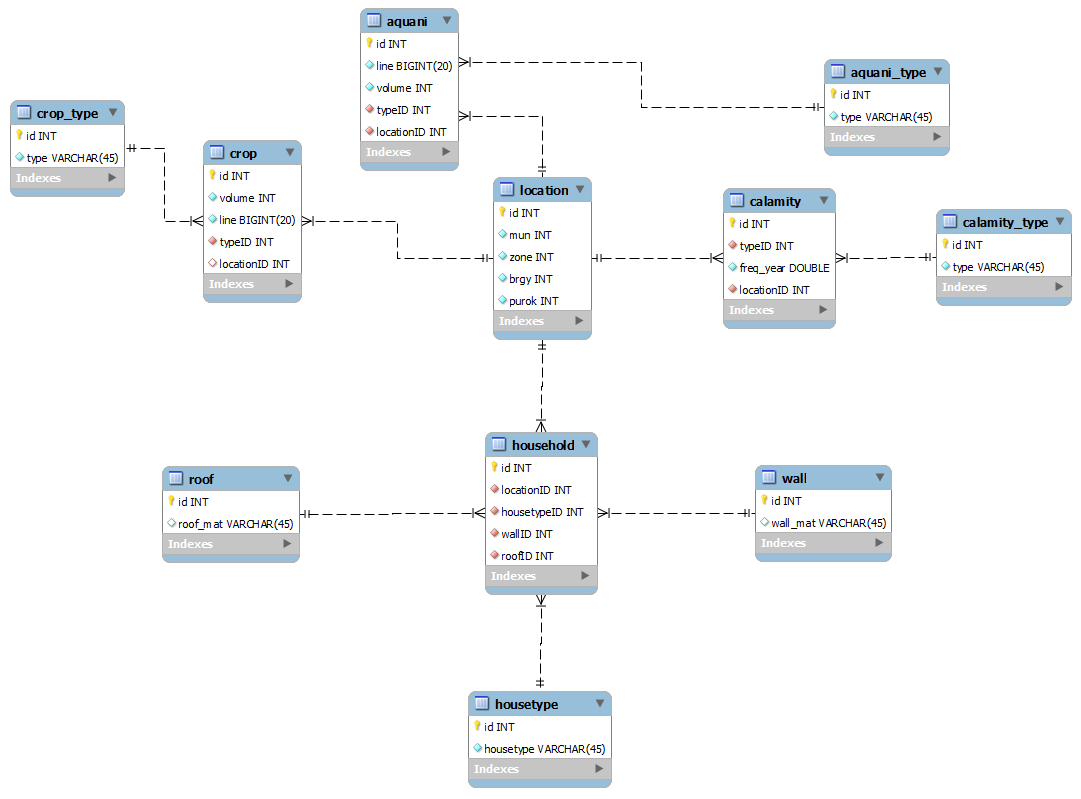 aquani
id INT
line BIGINT(20)
volume INT
typeID INT
locationID INT
Indexes
aquani_type
id INT
type VARCHAR(45)
Indexes
crop_type
id INT
type VARCHAR(45)
Indexes
crop
id INT
volume INT
line BIGINT(20)
typeID INT
locationID INT
Indexes
location
id INT
mun INT
zone INT
brgy INT
purok INT
Indexes
calamity
id INT
typeID INT
freq_year DOUBLE
locationID INT
Indexes
calamity_type
id INT
type VARCHAR(45)
Indexes
household
id INT
locationID INT
housetypeID INT
wallID INT
roofID INT
Indexes
roof
id INT
roof_mat VARCHAR(45)
Indexes
wall
id INT
wall_mat VARCHAR(45)
Indexes
housetype
id INT
housetype VARCHAR(45)
Indexes